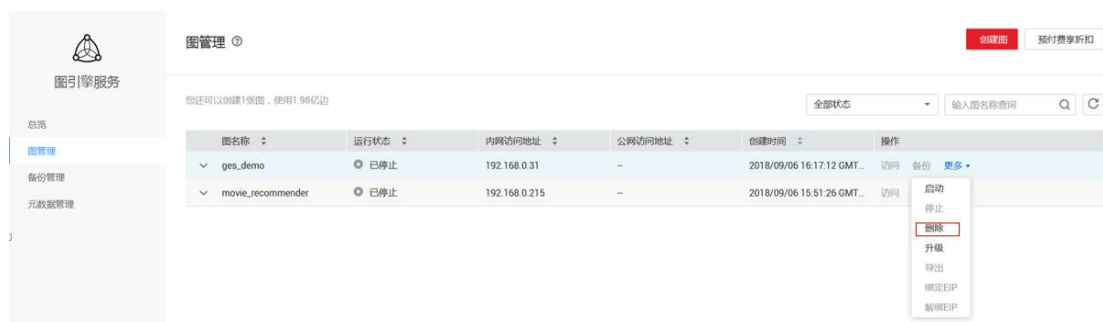 图管理
创建图
预付费享折扣
图引擎服务
您还可以创建1张图，使用1.98亿边
全部状态
输入图名称查询
总览
图管理
备份管理
元数据管理
图名称 运行状态 内网访问地址 公网访问地址 创建时间 操作
ges_demo 已停止 192.168.0.31 -- 2018/09/06 16:17:12 GMT... 访问 备份 更多
movie_recommender 已停止 192.168.0.215 -- 2018/09/06 15:51:26 GMT... 访问
启动
停止
删除
升级
导出
绑定EIP
解绑EIP